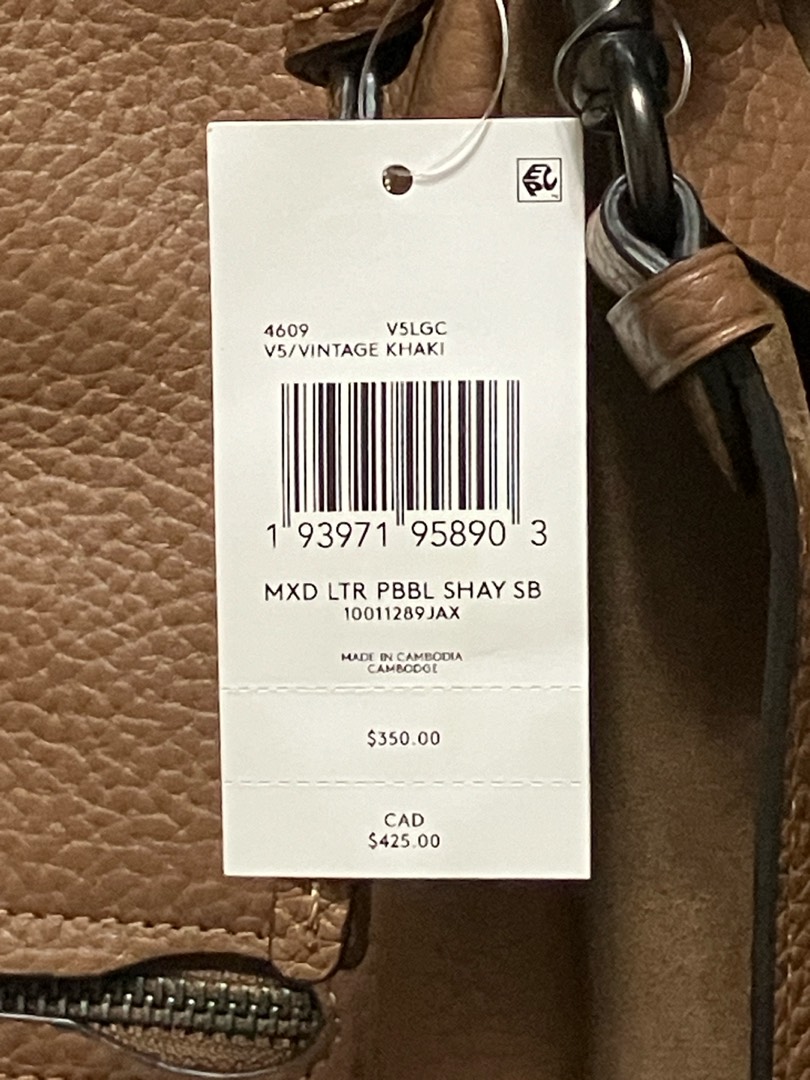 EPC
4609 V5LGC
V5/VINTAGE KHAKI
1 93971 95890 3
MXD LTR PBBL SHAY SB
10011289JAX
MADE IN CAMBODIA
CAMBODGE
$350.00
CAD
$425.00